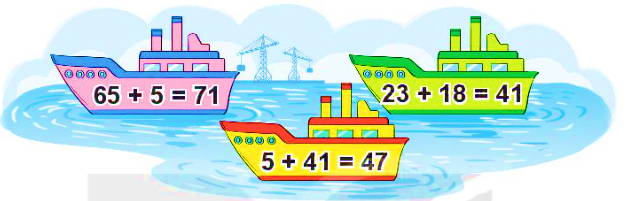 65 + 5 = 71
23 + 18 = 41
5 + 41 = 47